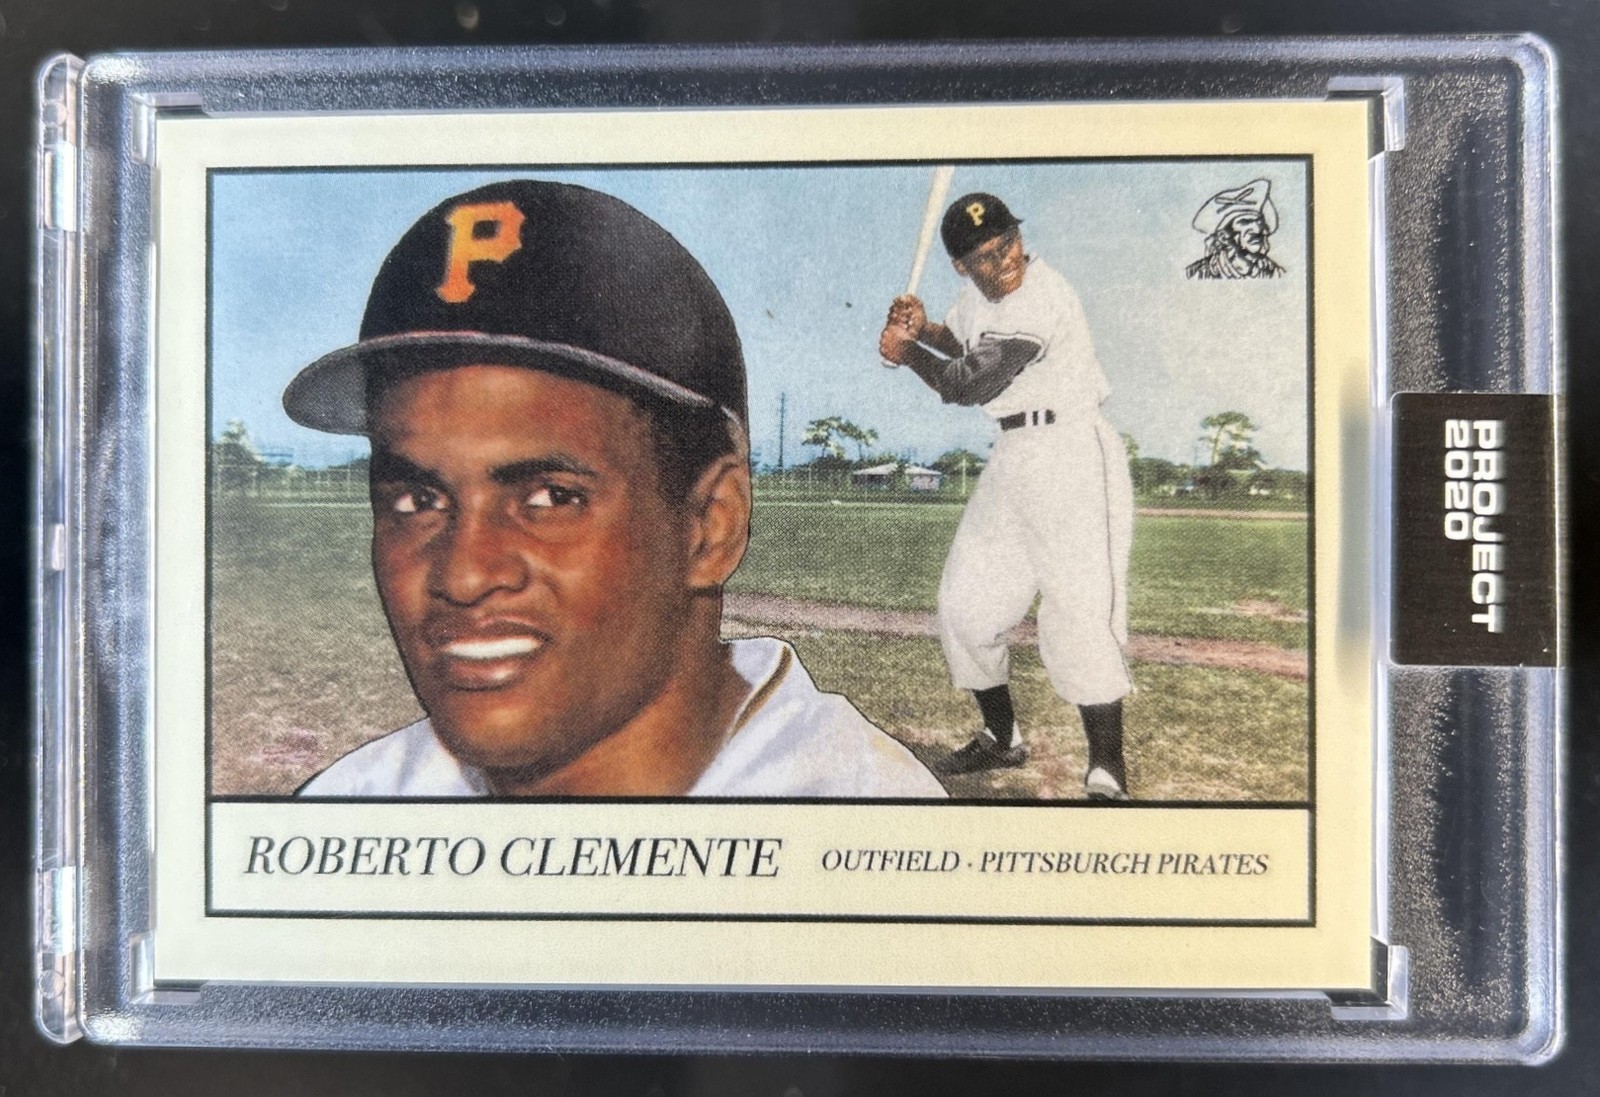 P
P
ROBERTO CLEMENTE OUTFIELD · PITTSBURGH PIRATES
PROJECT
2020